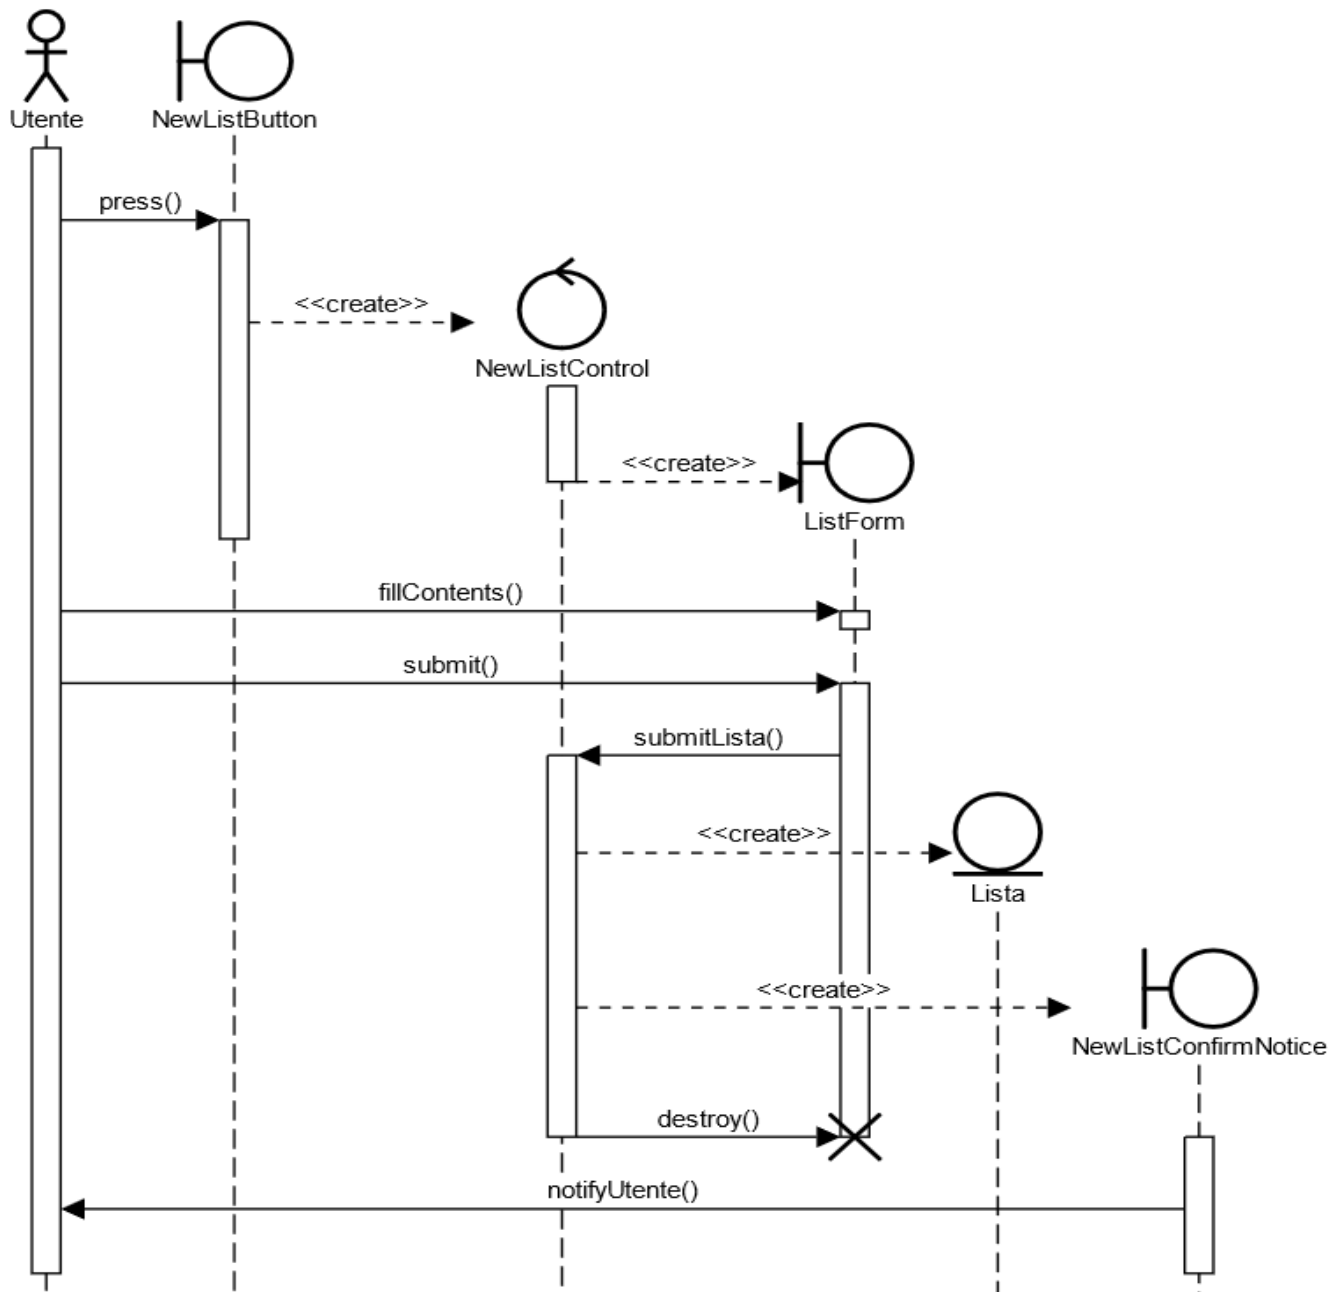 Utente
NewListButton
press()
<<create>>
NewListControl
<<create>>
ListForm
fillContents()
submit()
submitLista()
<<create>>
Lista
<<create>>
NewListConfirmNotice
destroy()
notifyUtente()